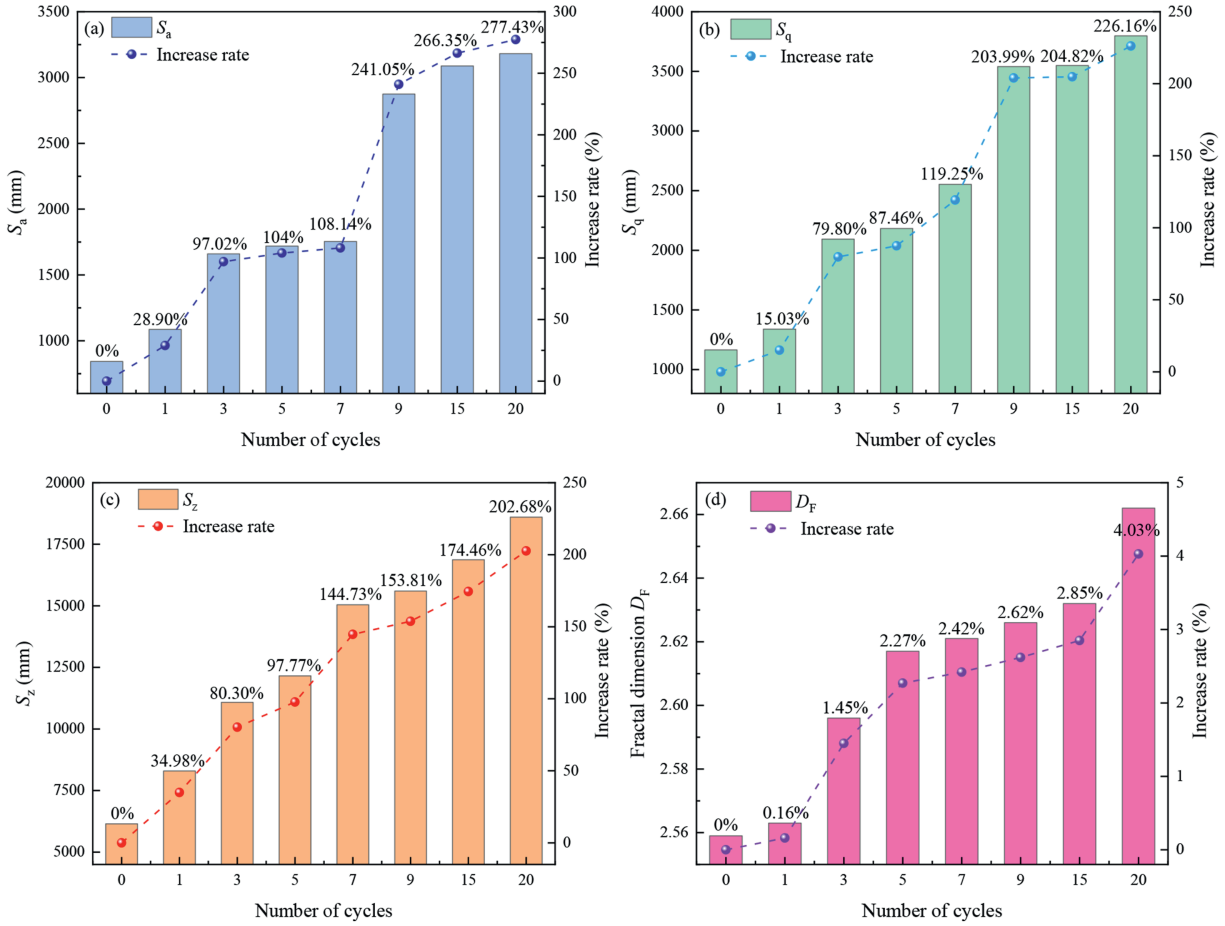 (a)
Sa
Increase rate
0%
28.90%
97.02%
104%
108.14%
241.05%
266.35%
277.43%
3500
3000
2500
2000
1500
1000
Sa (mm)
300
250
200
150
100
50
0
Increase rate (%)
0 1 3 5 7 9 15 20
Number of cycles
(b)
Sq
Increase rate
0%
15.03%
79.80%
87.46%
119.25%
203.99%
204.82%
226.16%
4000
3500
3000
2500
2000
1500
1000
Sq (mm)
250
200
150
100
50
0
Increase rate (%)
0 1 3 5 7 9 15 20
Number of cycles
(c)
Sz
Increase rate
0%
34.98%
80.30%
97.77%
144.73%
153.81%
174.46%
202.68%
20000
17500
15000
12500
10000
7500
5000
Sz (mm)
250
200
150
100
50
0
Increase rate (%)
0 1 3 5 7 9 15 20
Number of cycles
(d)
DF
Increase rate
0%
0.16%
1.45%
2.27%
2.42%
2.62%
2.85%
4.03%
2.66
2.64
2.62
2.60
2.58
2.56
Fractal dimension DF
5
4
3
2
1
0
Increase rate (%)
0 1 3 5 7 9 15 20
Number of cycles